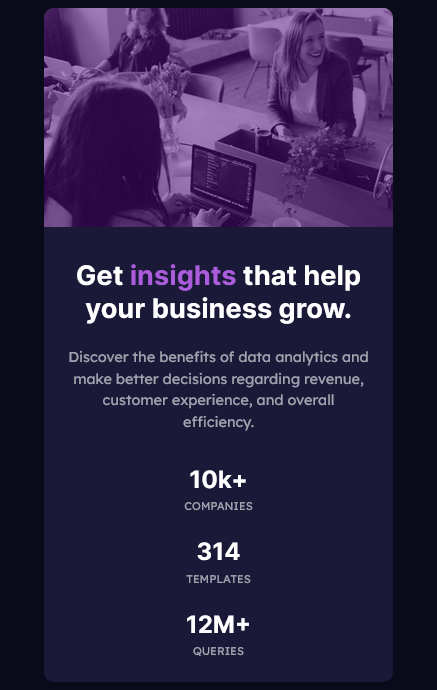 Get insights that help
your business grow.
Discover the benefits of data analytics and
make better decisions regarding revenue,
customer experience, and overall
efficiency.
10k+
COMPANIES
314
TEMPLATES
12M+
QUERIES